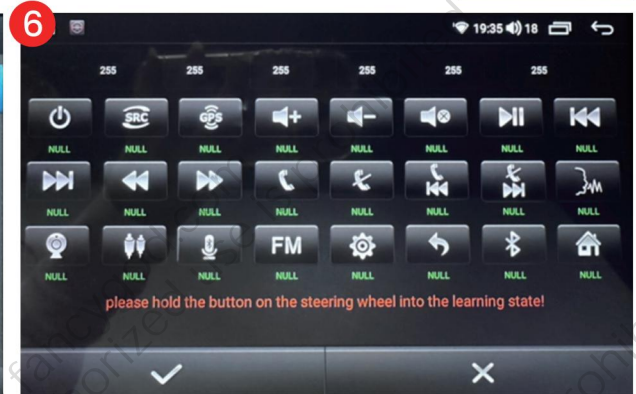 6
19:35 18
255 255 255 255 255 255
SRC GPS
NULL NULL NULL NULL NULL NULL NULL NULL
NULL NULL NULL NULL NULL NULL NULL NULL
FM
NULL NULL NULL NULL NULL NULL NULL NULL
please hold the button on the steering wheel into the learning state!